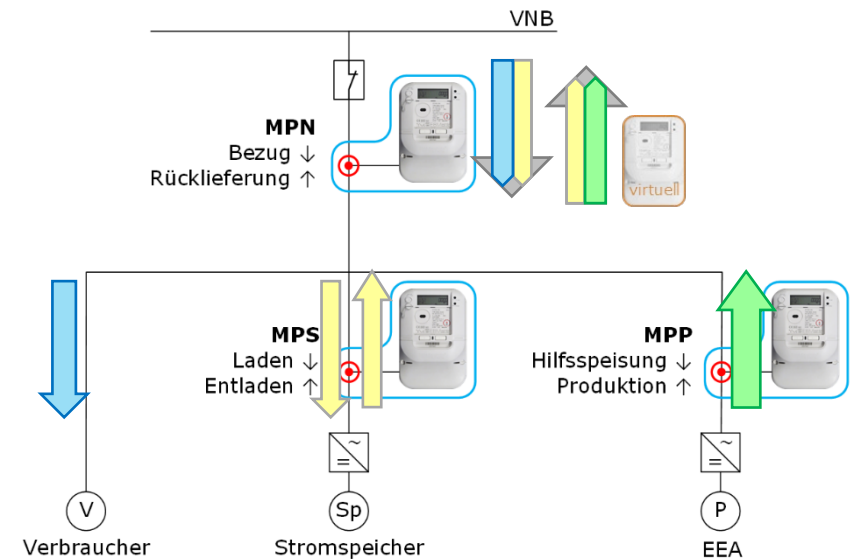 VNB
MPN
Bezug ↓
Rücklieferung ↑
virtuell
MPS
Laden ↓
Entladen ↑
MPP
Hilfsspeisung ↓
Produktion ↑
~
=
~
=
V
Sp
P
Verbraucher
Stromspeicher
EEA